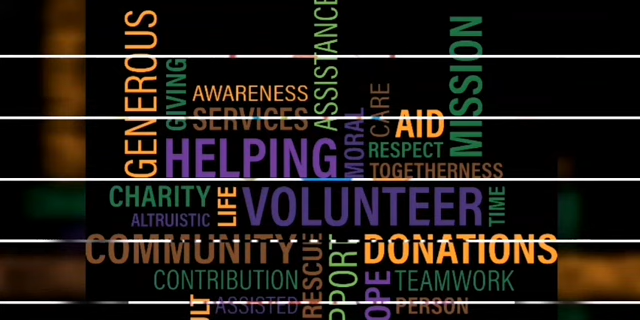 GENEROUS
GIVING
AWARENESS
ASSISTANCE
MISSION
SERVICES
MORAL
CARE
AID
HELPING
RESPECT
TOGETHERNESS
CHARITY
ALTRUISTIC
LIFE
VOLUNTEER
TIME
COMMUNITY
RESCUE
DONATIONS
CONTRIBUTION
TEAMWORK
ASSISTED
PERSON